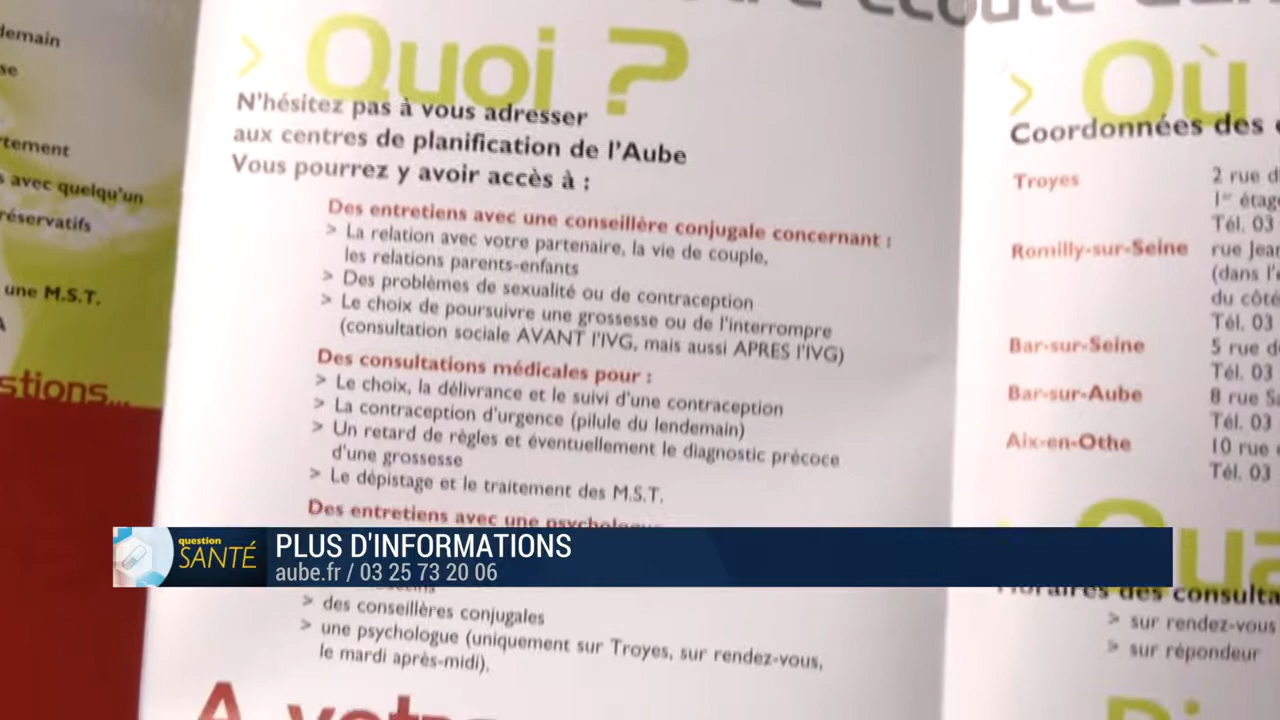 demain
rtement
avec quelqu'un
une M.S.T.
écoute
> Quoi ?
N'hésitez pas à vous adresser
aux centres de planification de l'Aube
Vous pourrez y avoir accès à :
Des entretiens avec une conseillère conjugale concernant :
> La relation avec votre partenaire, la vie de couple,
les relations parents-enfants
> Des problèmes de sexualité ou de contraception
> Le choix de poursuivre une grossesse ou de l'interrompre
(consultation sociale AVANT l'IVG, mais aussi APRES l'IVG)
Des consultations médicales pour :
> Le choix, la délivrance et le suivi d'une contraception
> La contraception d'urgence (pilule du lendemain)
> Un retard de règles et éventuellement le diagnostic précoce
d'une grossesse
> Le dépistage et le traitement des M.S.T.
Des entretiens avec une
question
SANTÉ
PLUS D'INFORMATIONS
aube.fr / 03 25 73 20 06
> des conseillères conjugales
> une psychologue (uniquement sur Troyes, sur rendez-vous,
le mardi après-midi).
A
> Où
Coordonnées des
Troyes 2 rue
1er
Tél. 03
Romilly-sur-Seine rue
(dans
du côté
Tél. 03
Bar-sur-Seine 5 rue
Tél. 03
Bar-sur-Aube 8 rue
Tél. 03
Aix-en-Othe 10 rue
Tél. 03
Horaires des
> sur rendez-vous
> sur répondeur